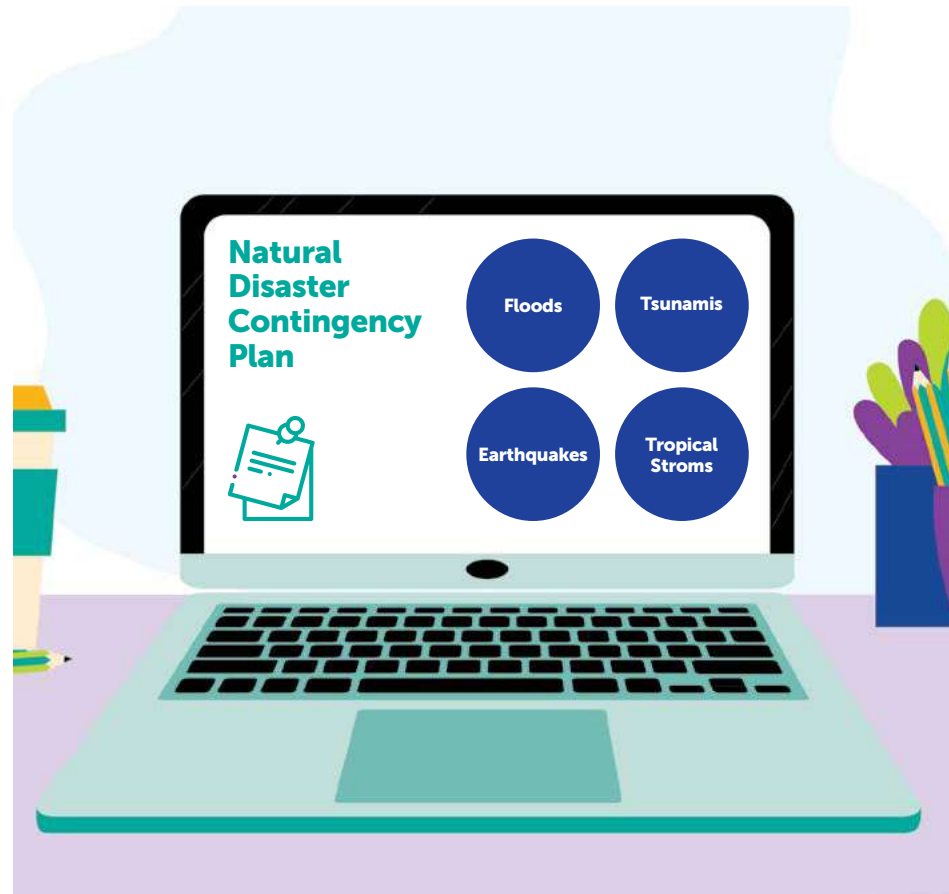 Natural
Disaster
Contingency
Plan
Floods
Tsunamis
Earthquakes
Tropical
Stroms